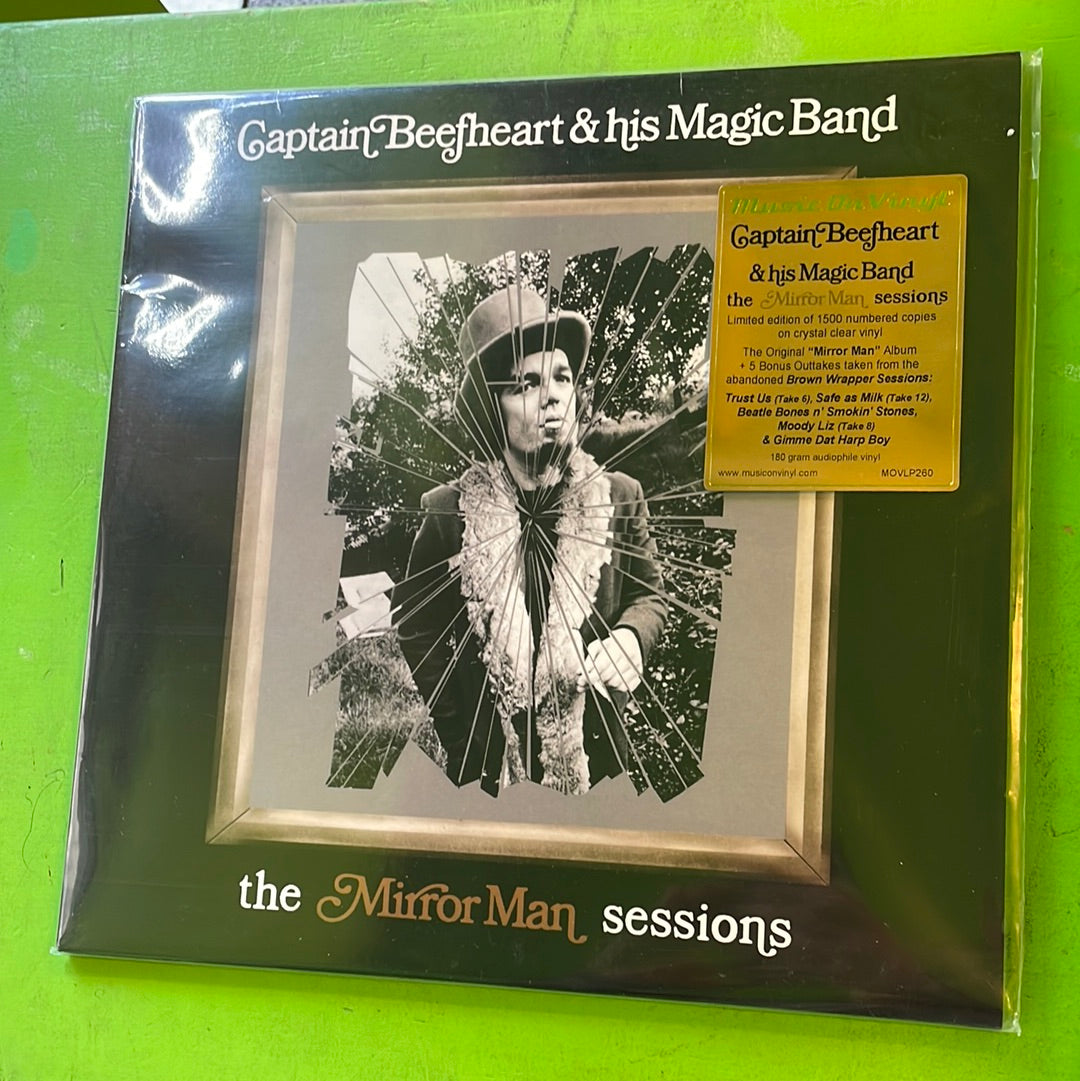 Captain Beefheart & his Magic Band
Music On Vinyl
Captain Beefheart
& his Magic Band
the Mirror Man sessions
Limited edition of 1500 numbered copies
on crystal clear vinyl
The Original "Mirror Man" Album
+ 5 Bonus Outtakes taken from the
abandoned Brown Wrapper Sessions:
Trust Us (Take 6), Safe as Milk (Take 12),
Beatle Bones n' Smokin' Stones,
Moody Liz (Take 8)
& Gimme Dat Harp Boy
180 gram audiophile vinyl
www.musiconvinyl.com MOVLP260
the Mirror Man sessions